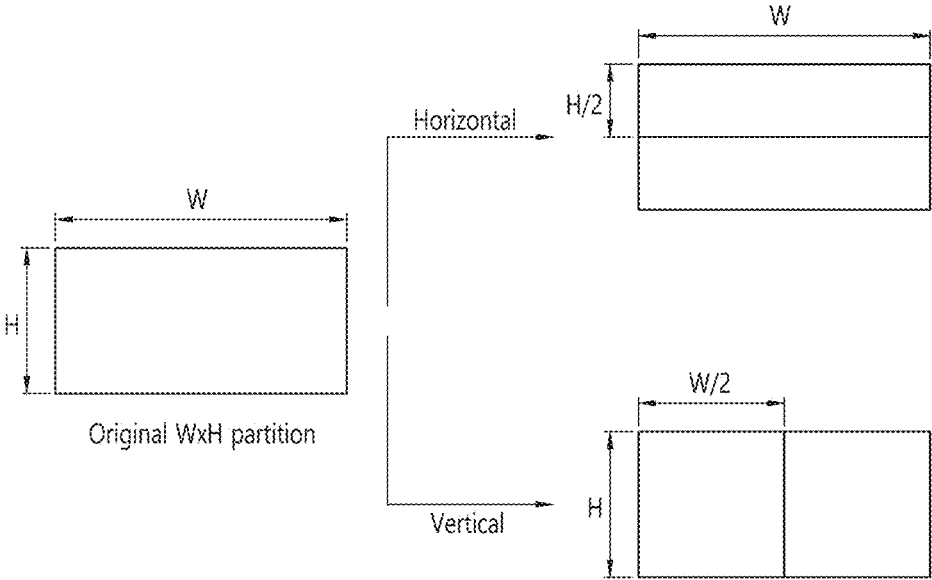 W
H
Original WxH partition
Horizontal
W
H/2
Vertical
W/2
H